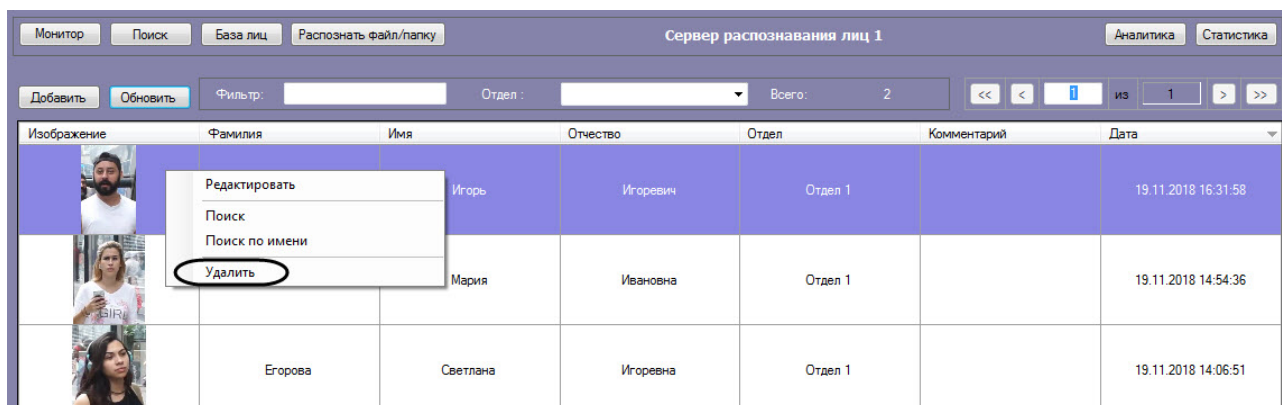 Монитор Поиск База лиц Распознать файл/папку Сервер распознавания лиц 1 Аналитика Статистика
Добавить Обновить Фильтр: Отдел : Всего: 2 << < 1 из 1 > >>
Изображение Фамилия Имя Отчество Отдел Комментарий Дата
Редактировать
Игорь Игоревич Отдел 1 19.11.2018 16:31:58
Поиск
Поиск по имени
Удалить
Мария Ивановна Отдел 1 19.11.2018 14:54:36
GIRL
Егорова Светлана Игоревна Отдел 1 19.11.2018 14:06:51